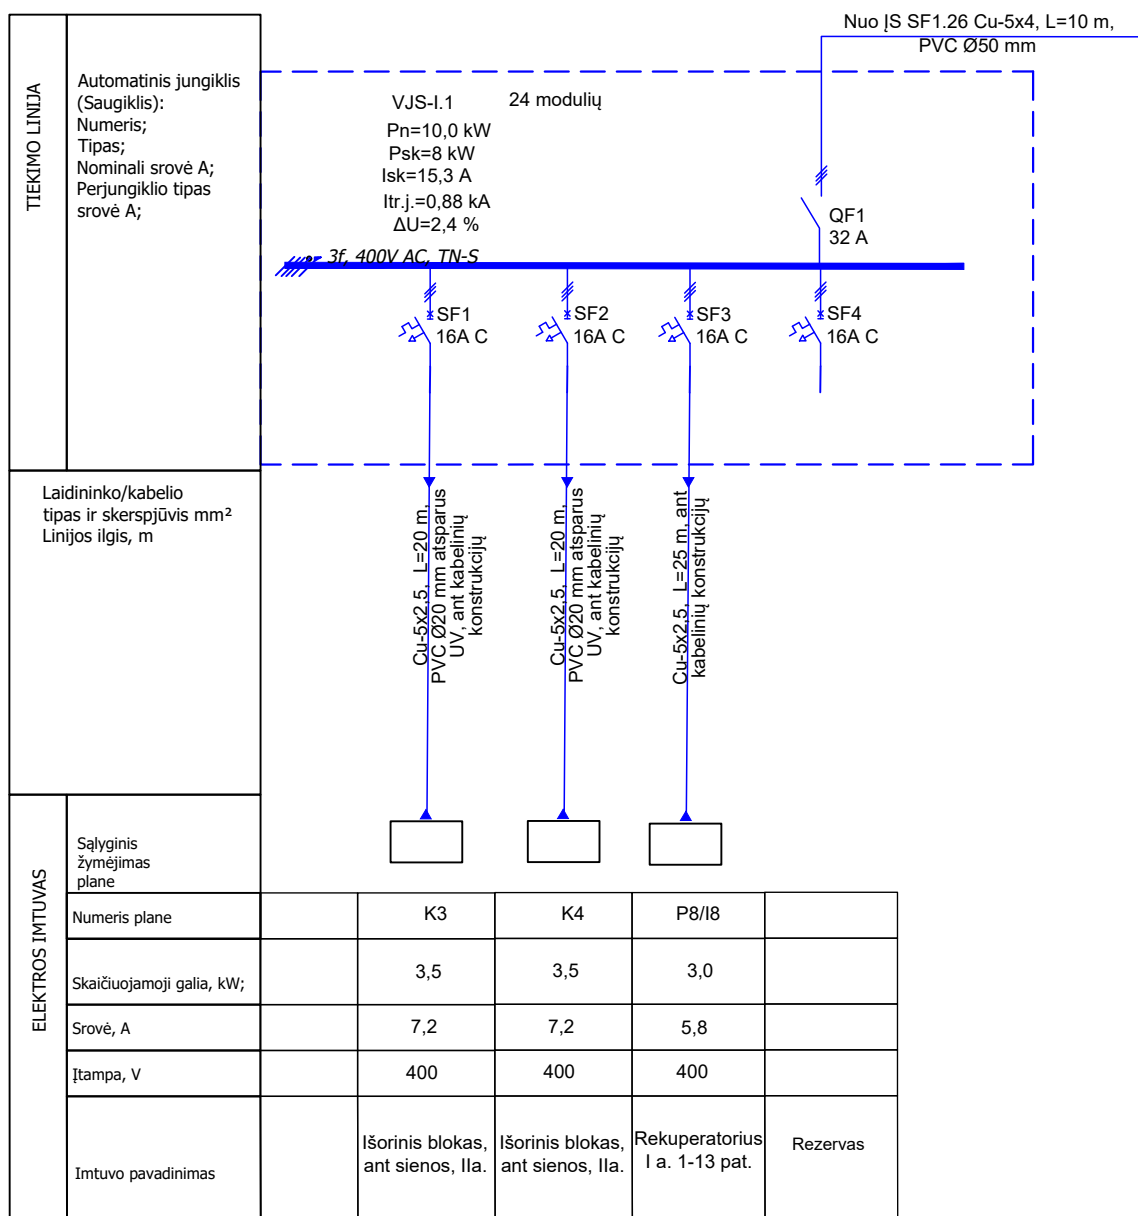 Nuo ĮS SF1.26 Cu-5x4, L=10 m,
PVC Ø50 mm
TIEKIMO LINIJA
Automatinis jungiklis
(Saugiklis):
Numeris;
Tipas;
Nominali srovė A;
Perjungiklio tipas
srovė A;
VJS-I.1
24 modulių
Pn=10,0 kW
Psk=8 kW
Isk=15,3 A
Itr.j.=0,88 kA
ΔU=2,4 %
3f, 400V AC, TN-S
QF1
32 A
SF1
16A C
SF2
16A C
SF3
16A C
SF4
16A C
Laidininko/kabelio
tipas ir skerspjūvis mm²
Linijos ilgis, m
Cu-5x2,5, L=20 m,
PVC Ø20 mm atsparus
UV, ant kabelinių
konstrukcijų
Cu-5x2,5, L=20 m,
PVC Ø20 mm atsparus
UV, ant kabelinių
konstrukcijų
Cu-5x2,5, L=25 m, ant
kabelinių konstrukcijų
ELEKTROS IMTUVAS
Sąlyginis
žymėjimas
plane
Numeris plane
K3
K4
P8/I8
Skaičiuojamoji galia, kW;
3,5
3,5
3,0
Srovė, A
7,2
7,2
5,8
Įtampa, V
400
400
400
Imtuvo pavadinimas
Išorinis blokas,
ant sienos, IIa.
Išorinis blokas,
ant sienos, IIa.
Rekuperatorius
I a. 1-13 pat.
Rezervas